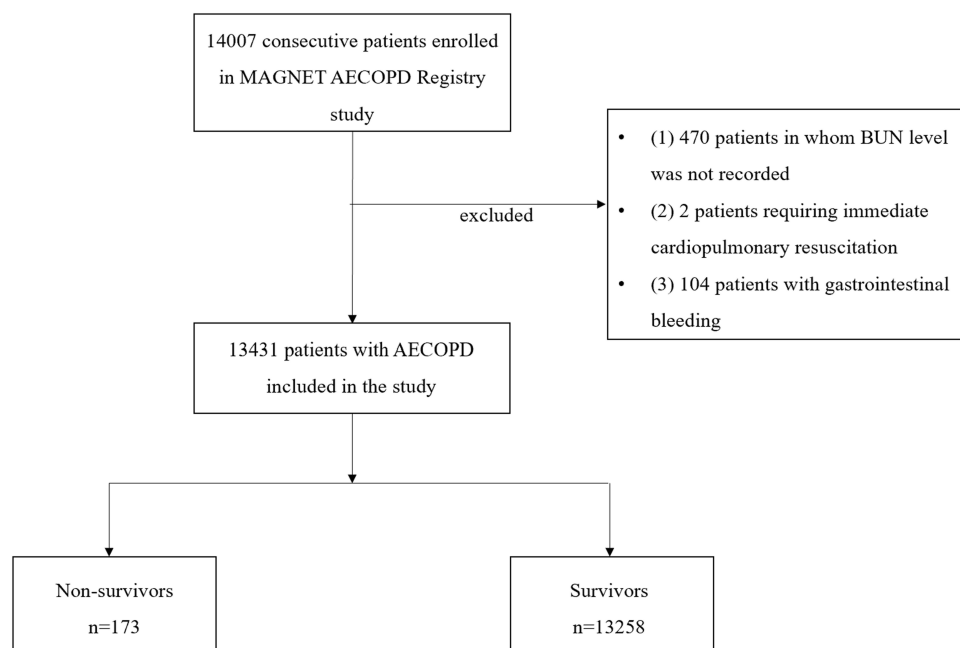 14007 consecutive patients enrolled
in MAGNET AECOPD Registry
study
• (1) 470 patients in whom BUN level
was not recorded
• (2) 2 patients requiring immediate
cardiopulmonary resuscitation
• (3) 104 patients with gastrointestinal
bleeding
excluded
13431 patients with AECOPD
included in the study
Non-survivors
n=173
Survivors
n=13258